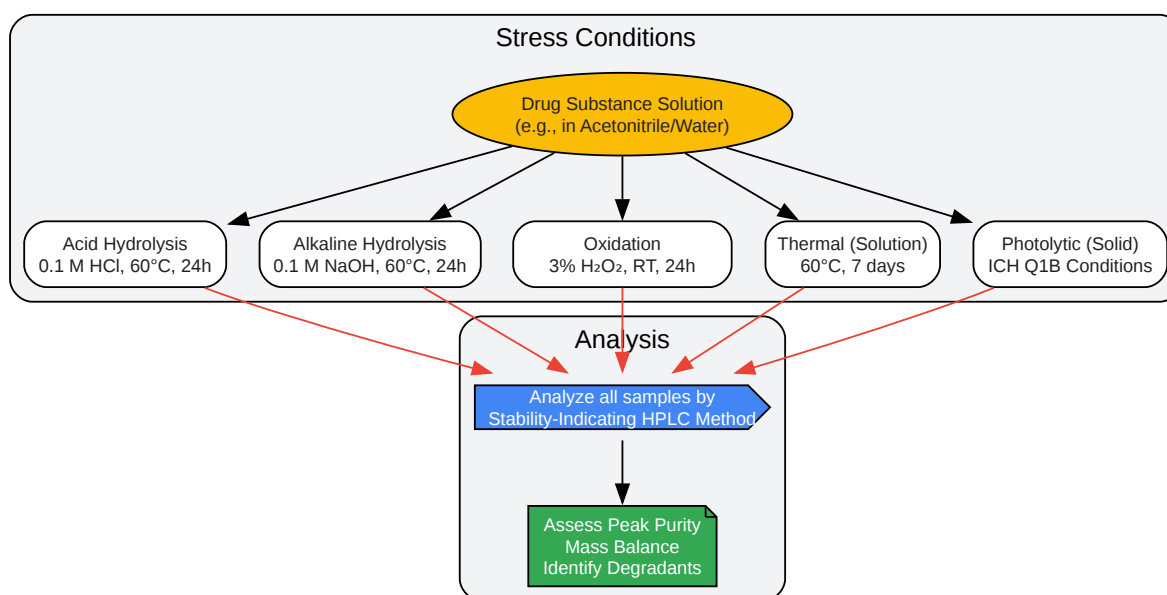 Stress Conditions
Drug Substance Solution
(e.g., in Acetonitrile/Water)
Acid Hydrolysis
0.1 M HCl, 60°C, 24h
Alkaline Hydrolysis
0.1 M NaOH, 60°C, 24h
Oxidation
3% H₂O₂, RT, 24h
Thermal (Solution)
60°C, 7 days
Photolytic (Solid)
ICH Q1B Conditions
Analysis
Analyze all samples by
Stability-Indicating HPLC Method
Assess Peak Purity
Mass Balance
Identify Degradants